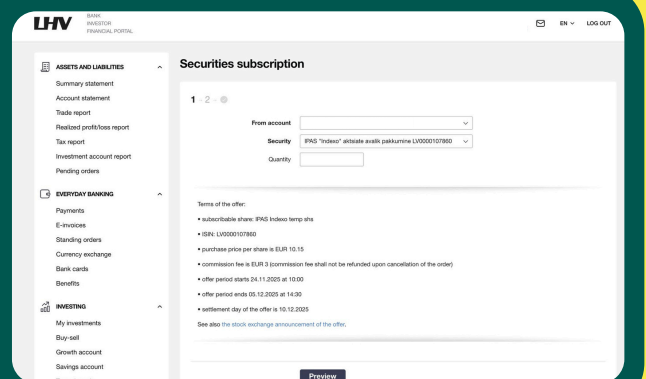 LHV
BANK
INVESTOR
FINANCIAL PORTAL
EN
LOG OUT
ASSETS AND LIABILITIES
Summary statement
Account statement
Trade report
Realized profit/loss report
Tax report
Investment account report
Pending orders
EVERYDAY BANKING
Payments
E-invoices
Standing orders
Currency exchange
Bank cards
Benefits
INVESTING
My investments
Buy-sell
Growth account
Savings account
Securities subscription
1 - 2 -
From account
Security IPAS "Indexo" aktsiate avalik pakkumine LV0000107860
Quantity
Terms of the offer:
• subscribable share: IPAS Indexo temp shs
• ISIN: LV0000107860
• purchase price per share is EUR 10.15
• commission fee is EUR 3 (commission fee shall not be refunded upon cancellation of the order)
• offer period starts 24.11.2025 at 10:00
• offer period ends 05.12.2025 at 14:30
• settlement day of the offer is 10.12.2025
See also the stock exchange announcement of the offer.
Preview